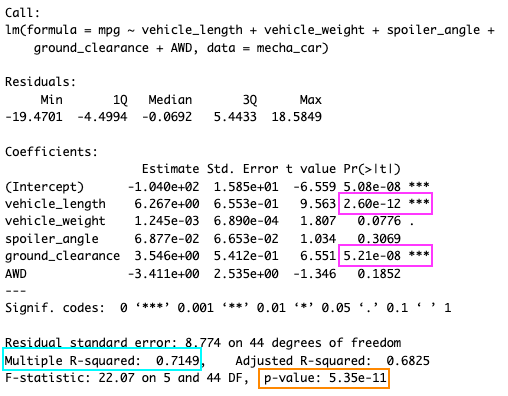 Call:
lm(formula = mpg ~ vehicle_length + vehicle_weight + spoiler_angle +
    ground_clearance + AWD, data = mecha_car)
Residuals:
     Min       1Q   Median       3Q      Max
-19.4701  -4.4994  -0.0692   5.4433  18.5849
Coefficients:
                   Estimate Std. Error t value Pr(>|t|)
(Intercept)      -1.040e+02  1.585e+01  -6.559 5.08e-08 ***
vehicle_length    6.267e+00  6.553e-01   9.563 2.60e-12 ***
vehicle_weight    1.245e-03  6.890e-04   1.807   0.0776 .
spoiler_angle     6.877e-02  6.653e-02   1.034   0.3069
ground_clearance  3.546e+00  5.412e-01   6.551 5.21e-08 ***
AWD              -3.411e+00  2.535e+00  -1.346   0.1852
---
Signif. codes:  0 ‘***’ 0.001 ‘**’ 0.01 ‘*’ 0.05 ‘.’ 0.1 ‘ ’ 1
Residual standard error: 8.774 on 44 degrees of freedom
Multiple R-squared:  0.7149,	Adjusted R-squared:  0.6825
F-statistic: 22.07 on 5 and 44 DF,  p-value: 5.35e-11